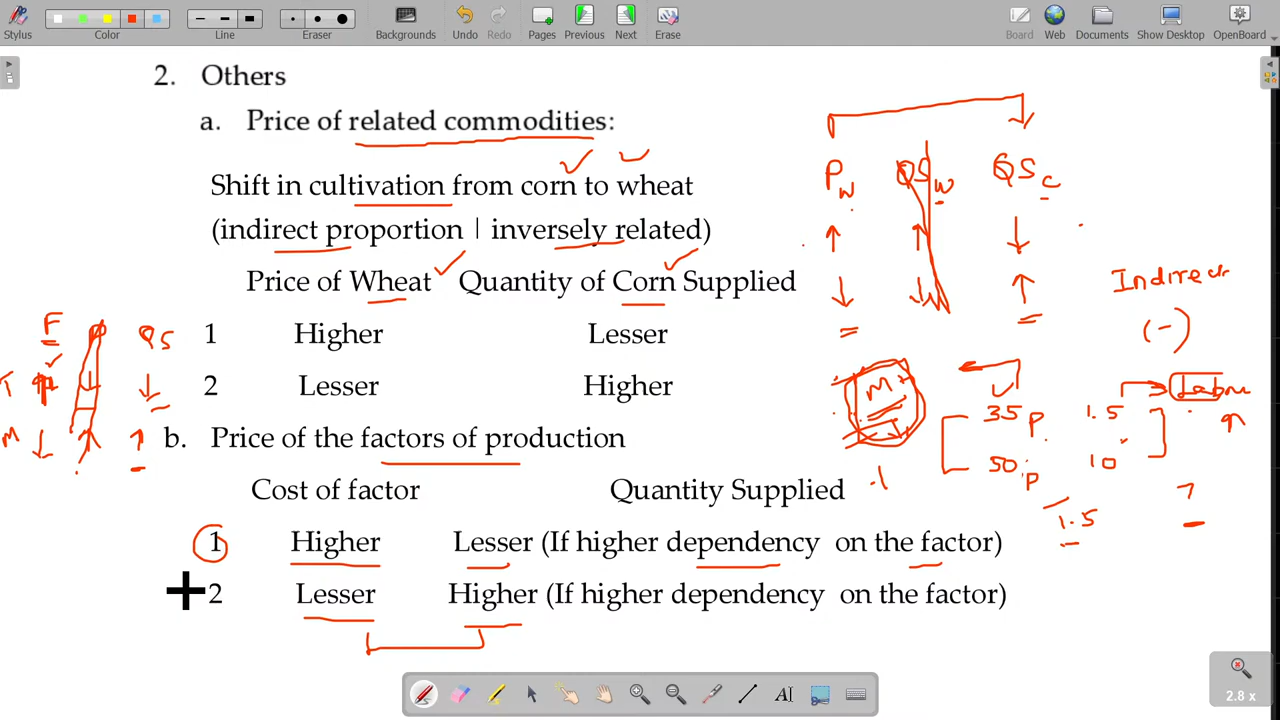 Stylus Color Line Eraser Backgrounds Undo Redo Pages Previous Next Erase Board Web Documents Show Desktop OpenBoard
2. Others
a. Price of related commodities:
Shift in cultivation from corn to wheat
(indirect proportion | inversely related)
Price of Wheat Quantity of Corn Supplied
1 Higher Lesser
2 Lesser Higher
b. Price of the factors of production
Cost of factor Quantity Supplied
1 Higher Lesser (If higher dependency on the factor)
2 Lesser Higher (If higher dependency on the factor)
PW QSW QSC
↑ ↑ ↓
↓ ↓ ↑
Indirect
(-)
F QS
T ↑ ↓ ↓
M ↓ ↑ ↑
M
35 P 1.5 Labour
50 P 10
1.5
2.8 x